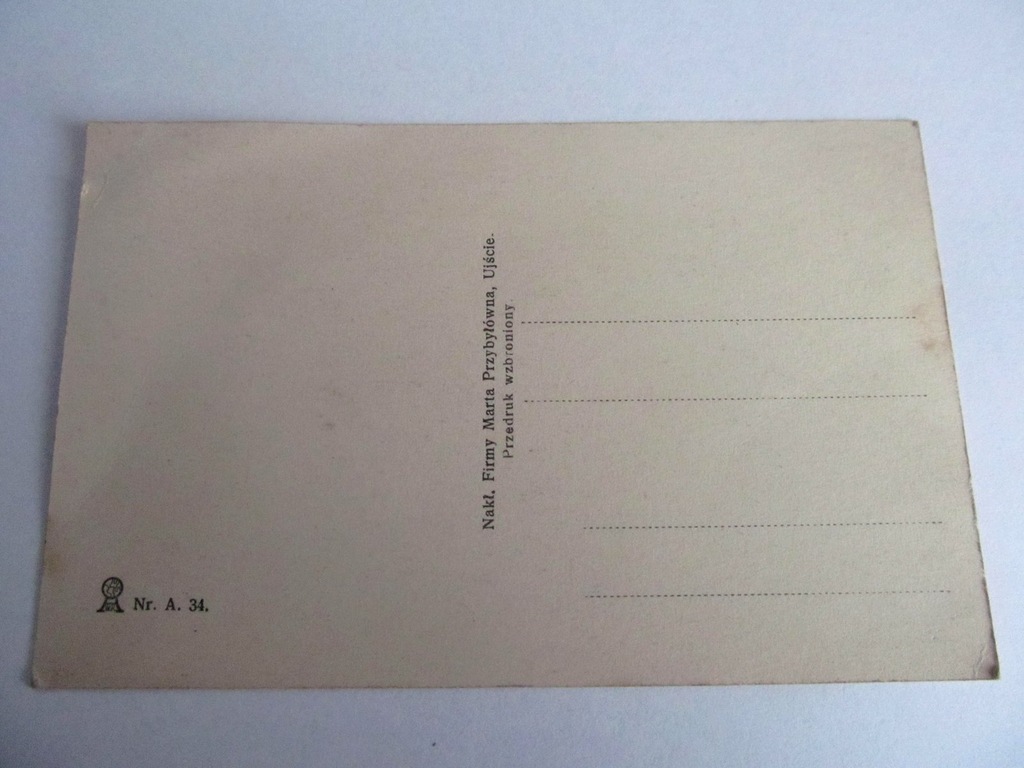 Nakł. Firmy Marta Przybyłówna, Ujście.
Przedruk wzbroniony.
Nr. A. 34.